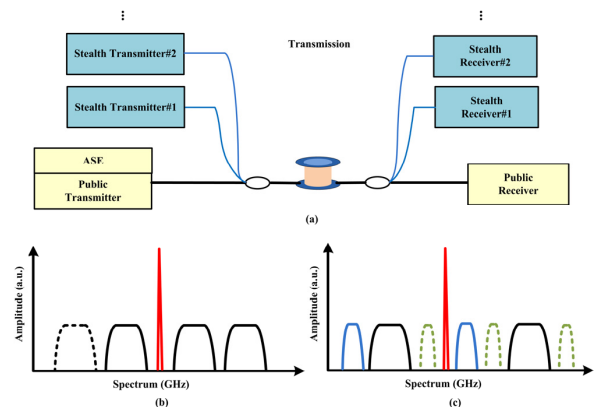 ...
...
Stealth Transmitter#2
Transmission
Stealth
Receiver#2
Stealth Transmitter#1
Stealth
Receiver#1
ASE
Public
Transmitter
Public
Receiver
(a)
Amplitude (a.u.)
Spectrum (GHz)
(b)
Amplitude (a.u.)
Spectrum (GHz)
(c)